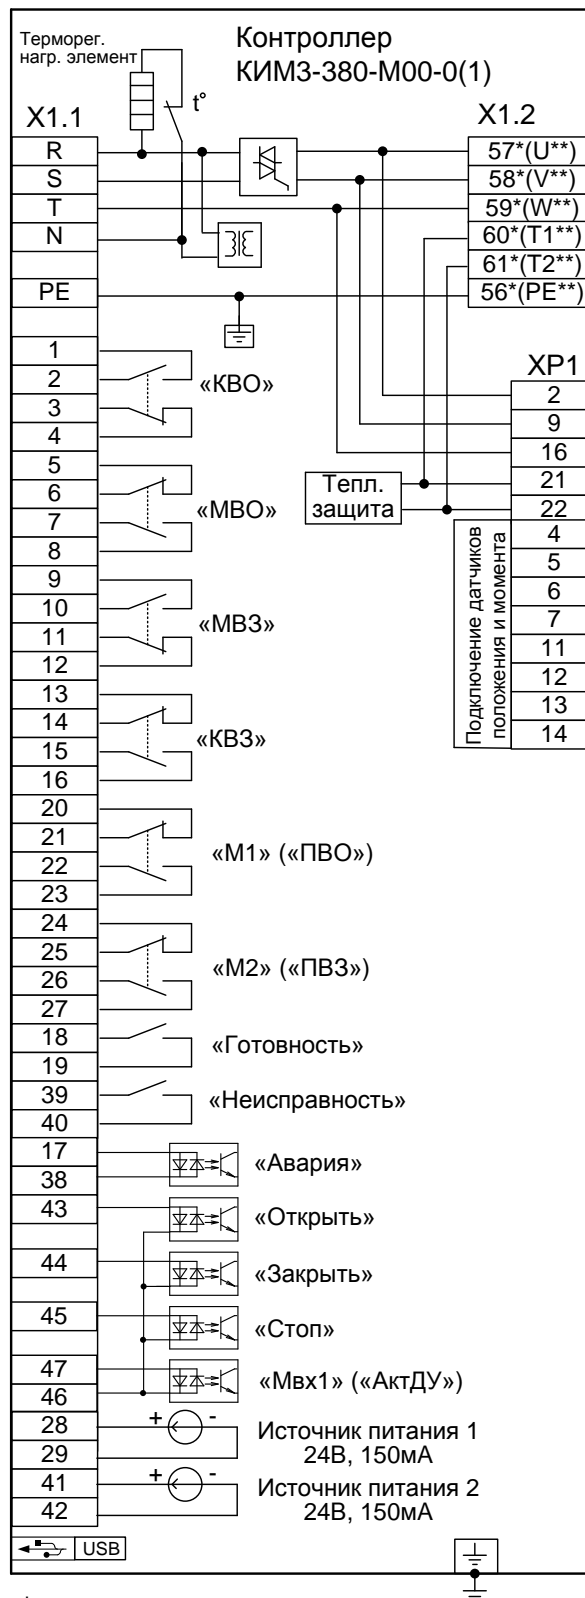 Терморег.
нагр. элемент
Контроллер
КИМ3-380-М00-0(1)
t°
X1.1
X1.2
R
S
T
N
PE
57*(U**)
58*(V**)
59*(W**)
60*(T1**)
61*(T2**)
56*(PE**)
1
2
3
4
«КВО»
5
6
7
8
«МВО»
9
10
11
12
«МВЗ»
13
14
15
16
«КВЗ»
20
21
22
23
«М1» («ПВО»)
24
25
26
27
«М2» («ПВЗ»)
18
19
«Готовность»
39
40
«Неисправность»
17
38
«Авария»
43
«Открыть»
44
«Закрыть»
45
«Стоп»
47
46
«Мвх1» («АктДУ»)
28
29
+ -
Источник питания 1
24В, 150мА
41
42
+ -
Источник питания 2
24В, 150мА
USB
XP1
2
9
16
21
22
Тепл.
защита
4
5
6
7
11
12
13
14
Подключение датчиков
положения и момента